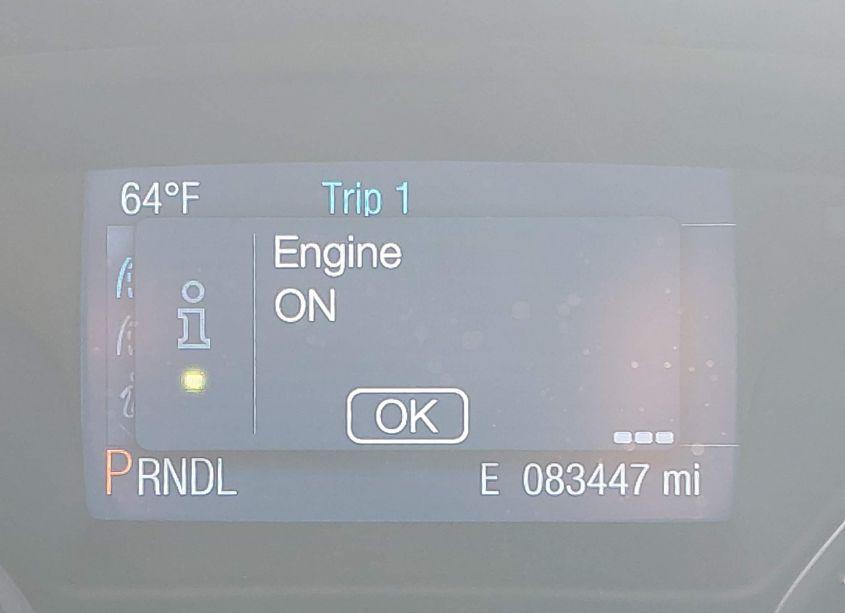 64°F Trip 1
Engine
ON
OK
PRNDL E 083447 mi